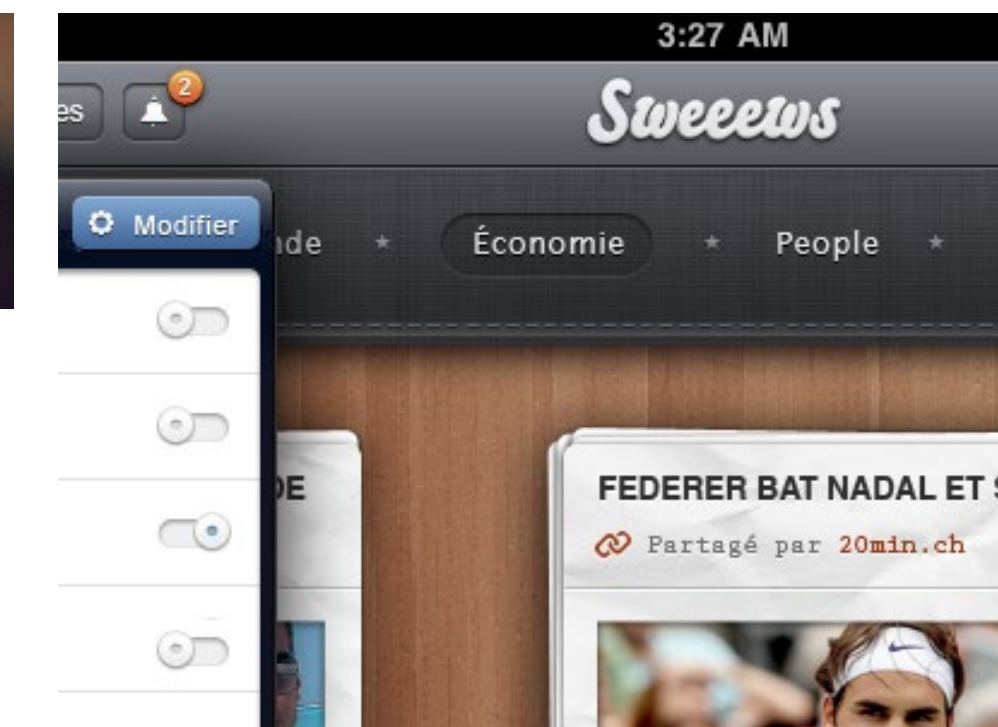 3:27 AM
es
2
Sweeews
Modifier
nde * Économie * People *
DE
FEDERER BAT NADAL ET S
Partagé par 20min.ch